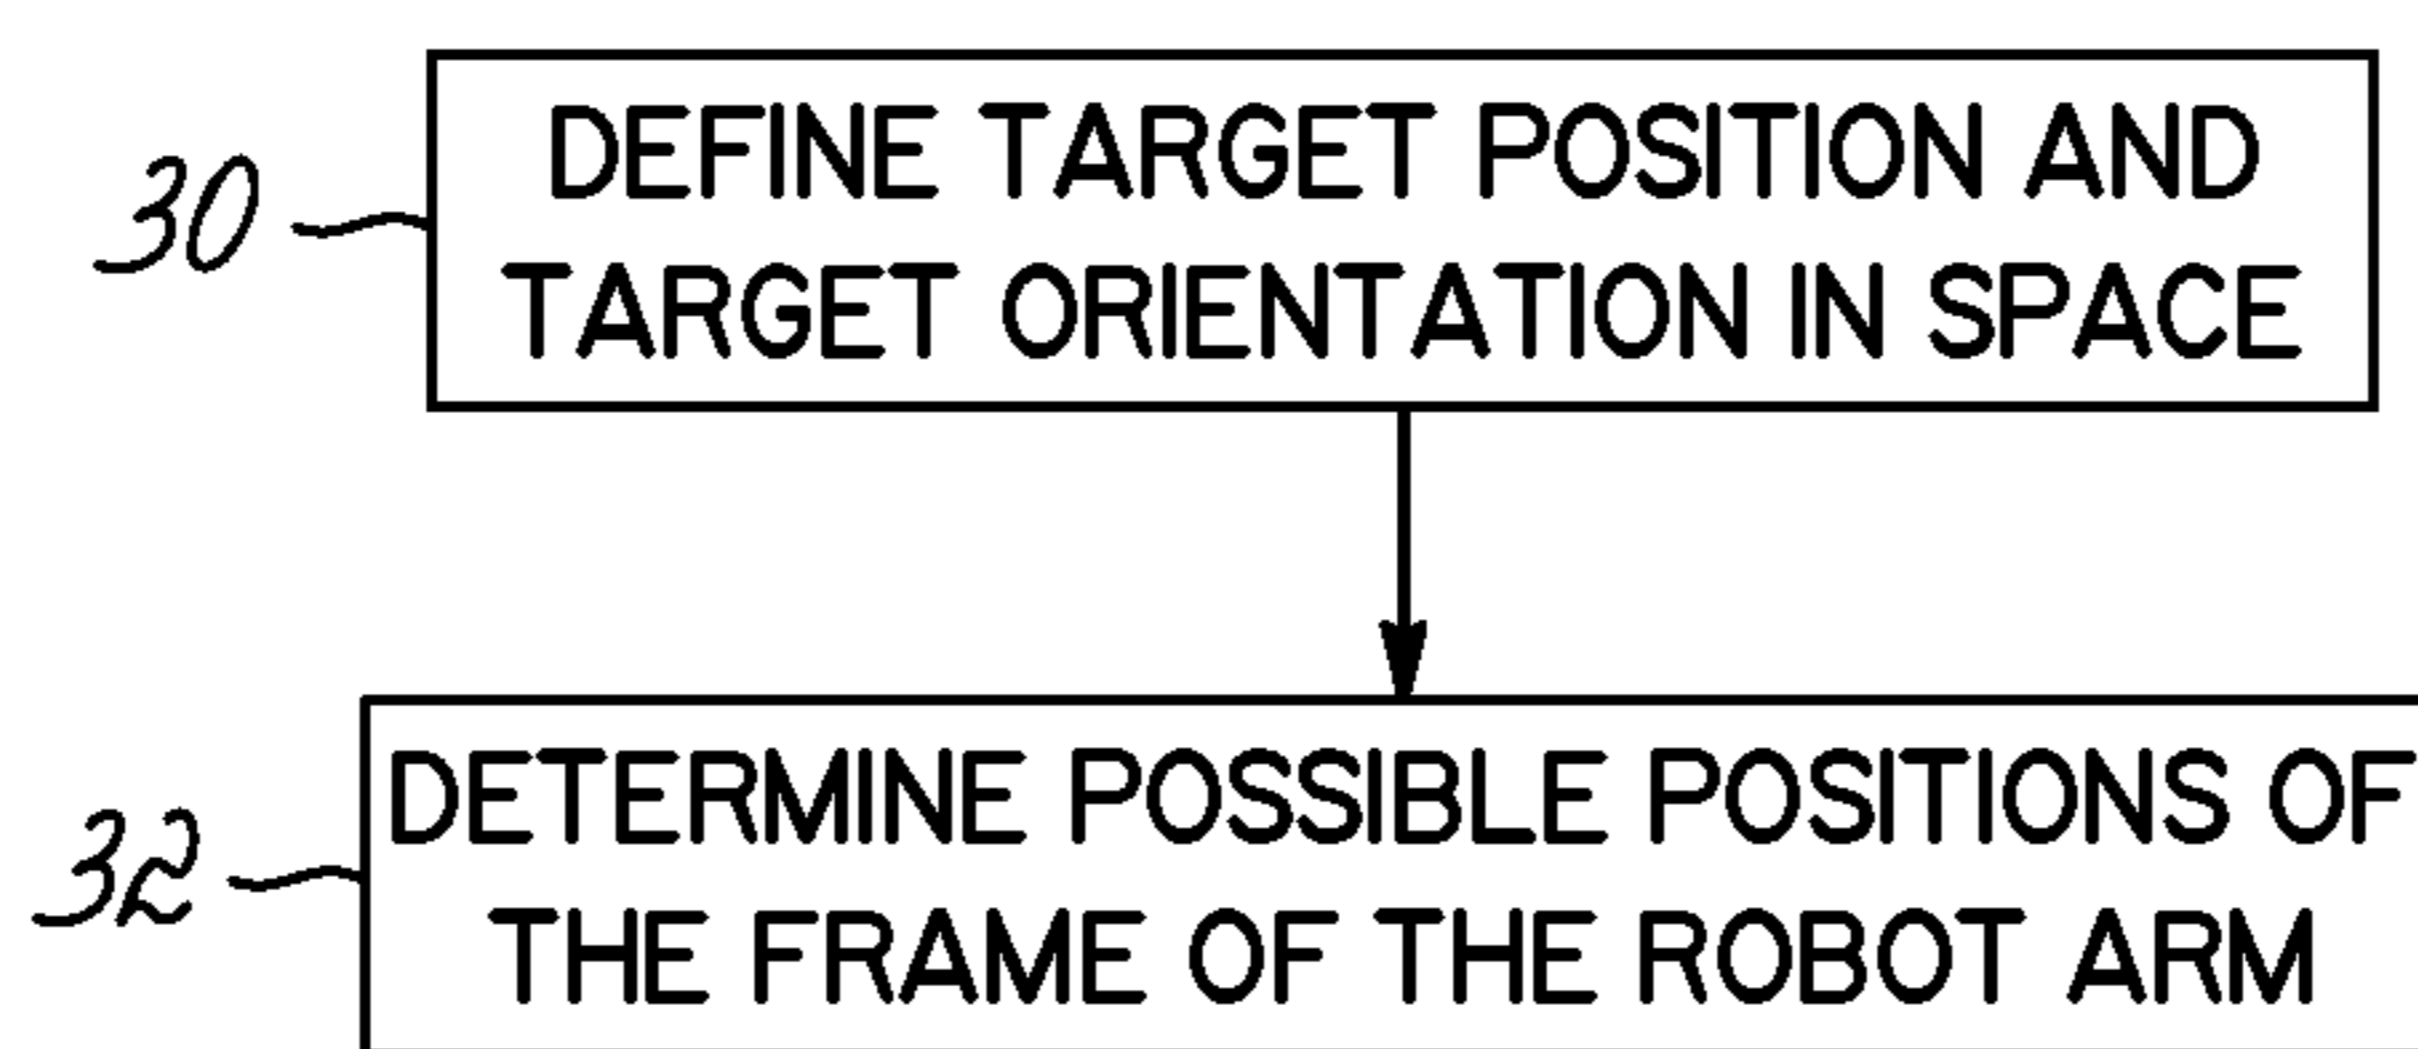 DEFINE TARGET POSITION AND
30
TARGET ORIENTATION IN SPACE
DETERMINE POSSIBLE POSITIONS OF
32
THE FRAME OF THE ROBOT ARM